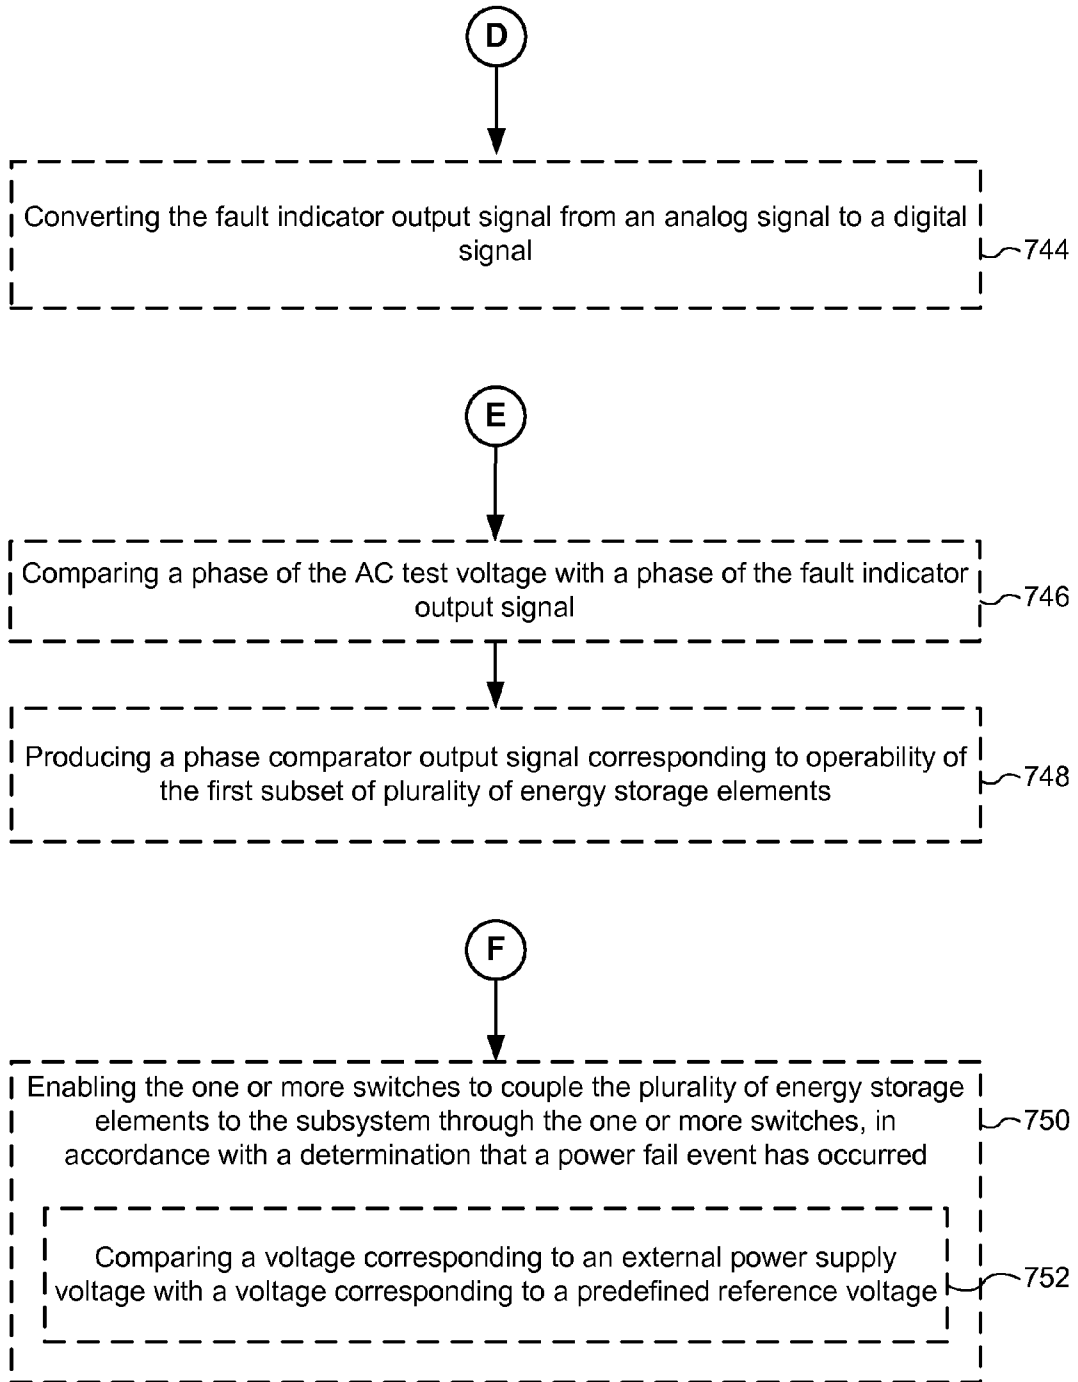 D
Converting the fault indicator output signal from an analog signal to a digital
signal
744
E
Comparing a phase of the AC test voltage with a phase of the fault indicator
output signal
746
Producing a phase comparator output signal corresponding to operability of
the first subset of plurality of energy storage elements
748
F
Enabling the one or more switches to couple the plurality of energy storage
elements to the subsystem through the one or more switches, in
accordance with a determination that a power fail event has occurred
750
Comparing a voltage corresponding to an external power supply
voltage with a voltage corresponding to a predefined reference voltage
752